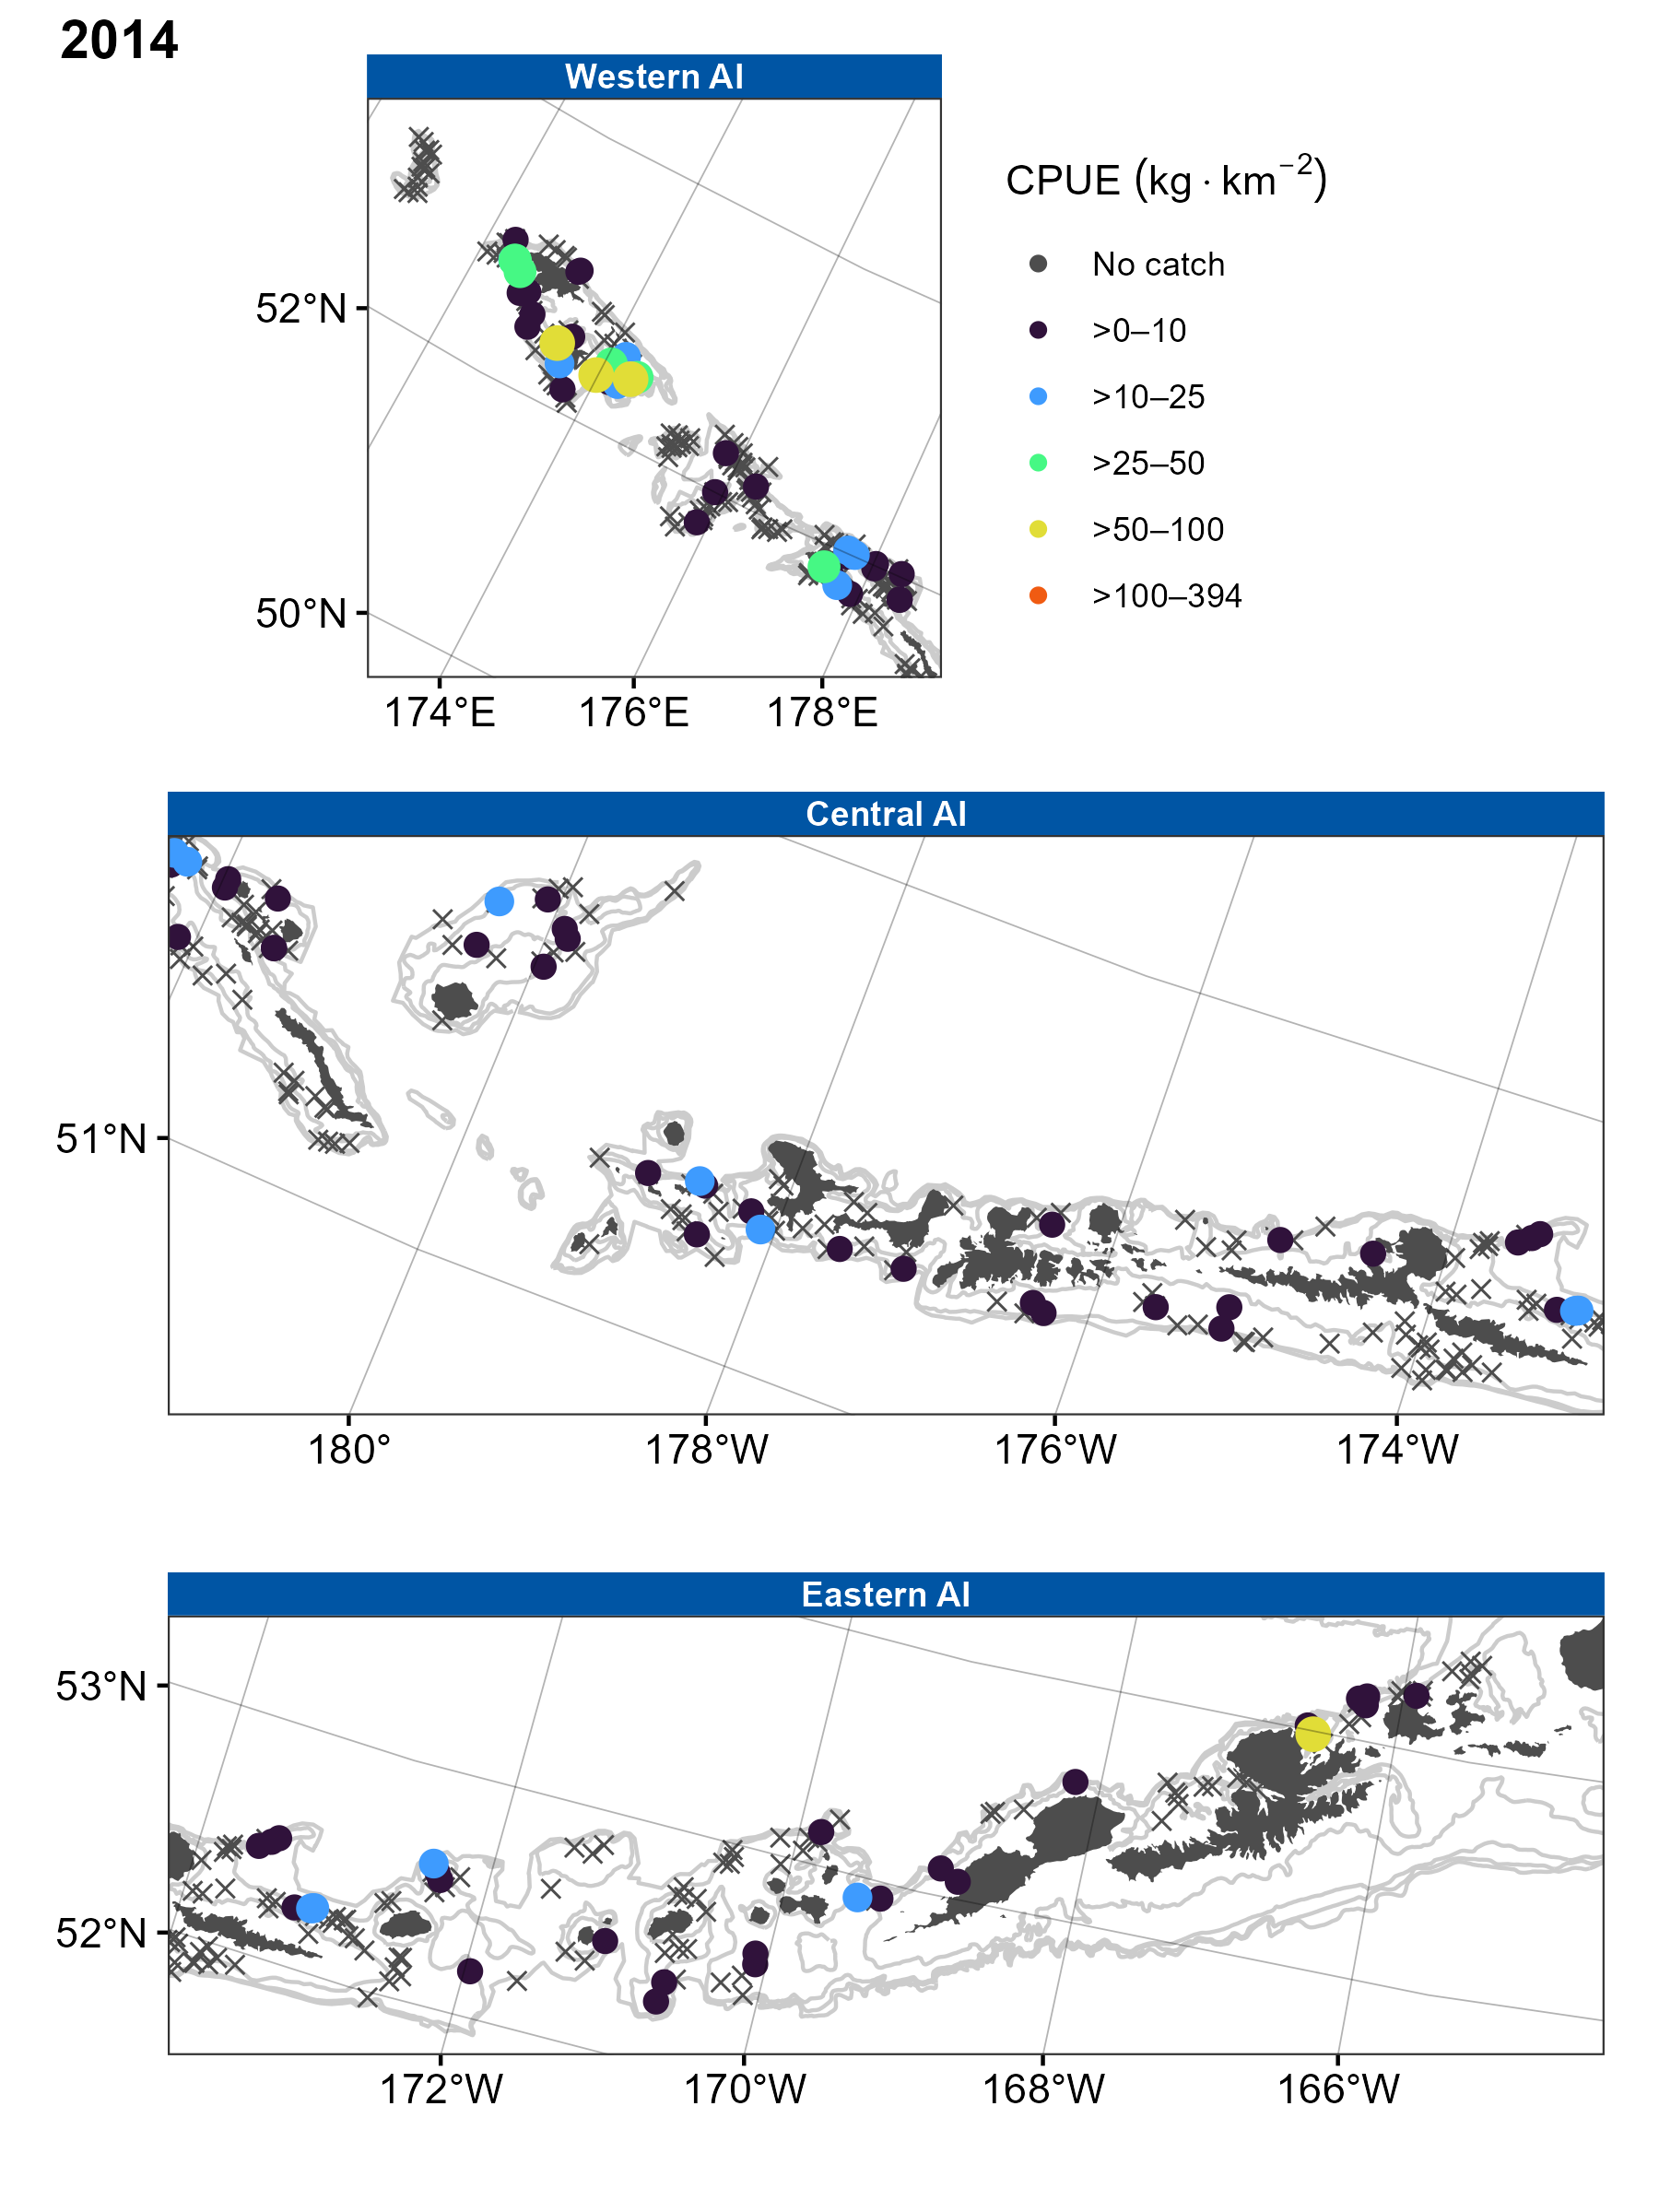 2014
Western AI
CPUE (kg · km⁻²)
No catch
>0–10
>10–25
>25–50
>50–100
>100–394
52°N
50°N
174°E 176°E 178°E
Central AI
51°N
180° 178°W 176°W 174°W
Eastern AI
53°N
52°N
172°W 170°W 168°W 166°W